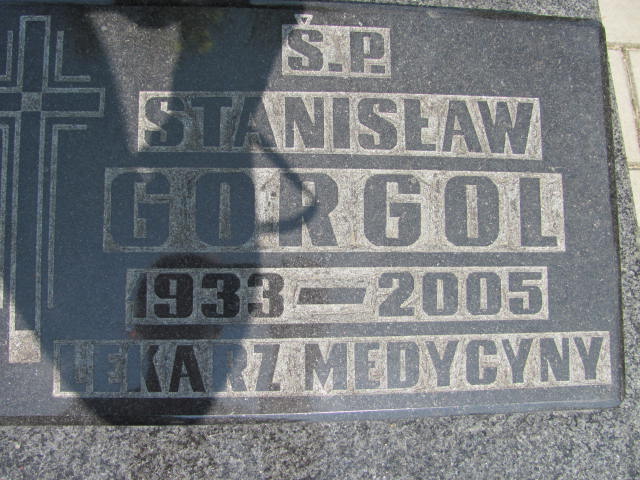 Ś.P.
STANISŁAW
GORGOL
1933 — 2005
LEKARZ MEDYCYNY